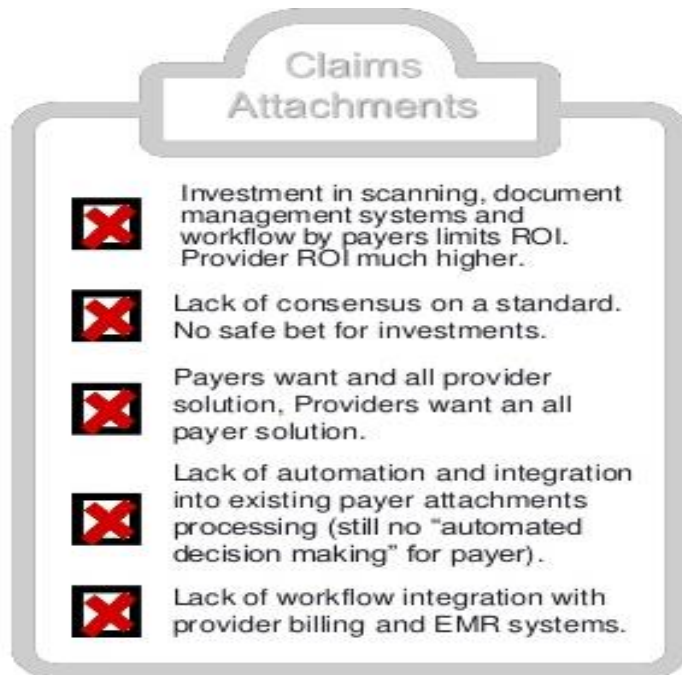 Claims
Attachments
Investment in scanning, document
management systems and
workflow by payers limits ROI.
Provider ROI much higher.
Lack of consensus on a standard.
No safe bet for investments.
Payers want and all provider
solution, Providers want an all
payer solution.
Lack of automation and integration
into existing payer attachments
processing (still no “automated
decision making” for payer).
Lack of workflow integration with
provider billing and EMR systems.